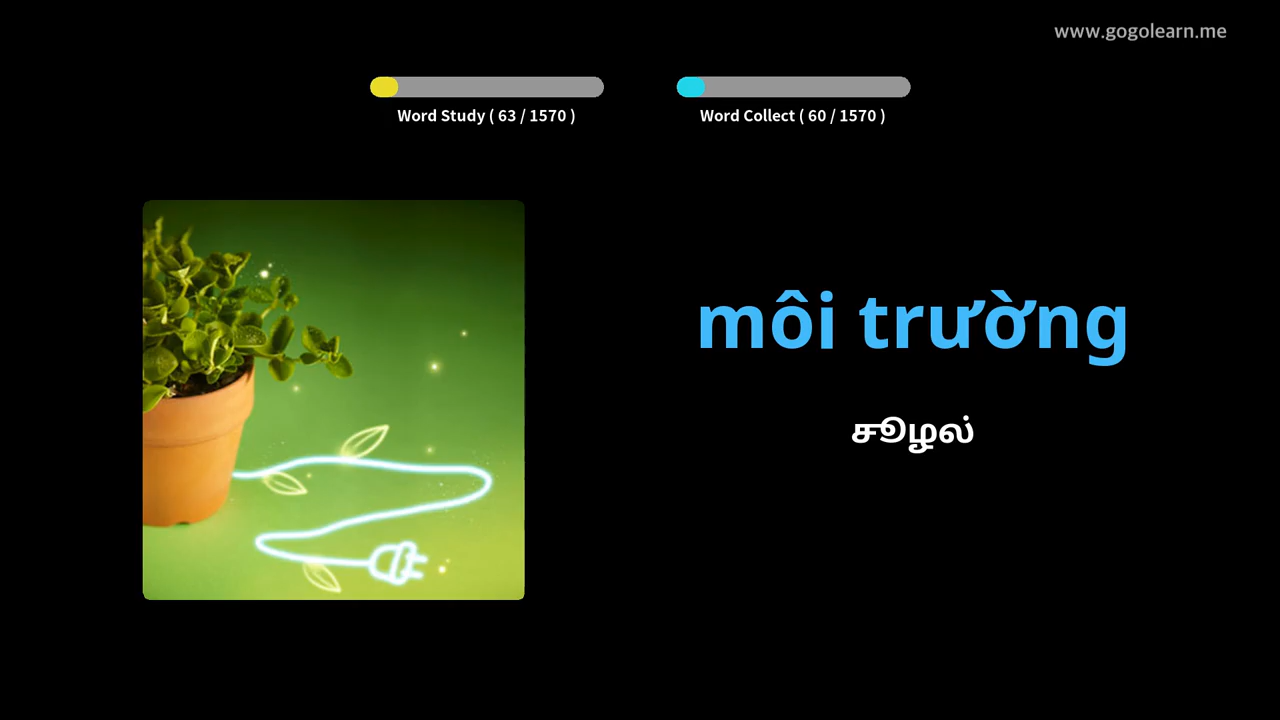 www.gogolearn.me
Word Study ( 63 / 1570 )
Word Collect ( 60 / 1570 )
môi trường
சூழல்